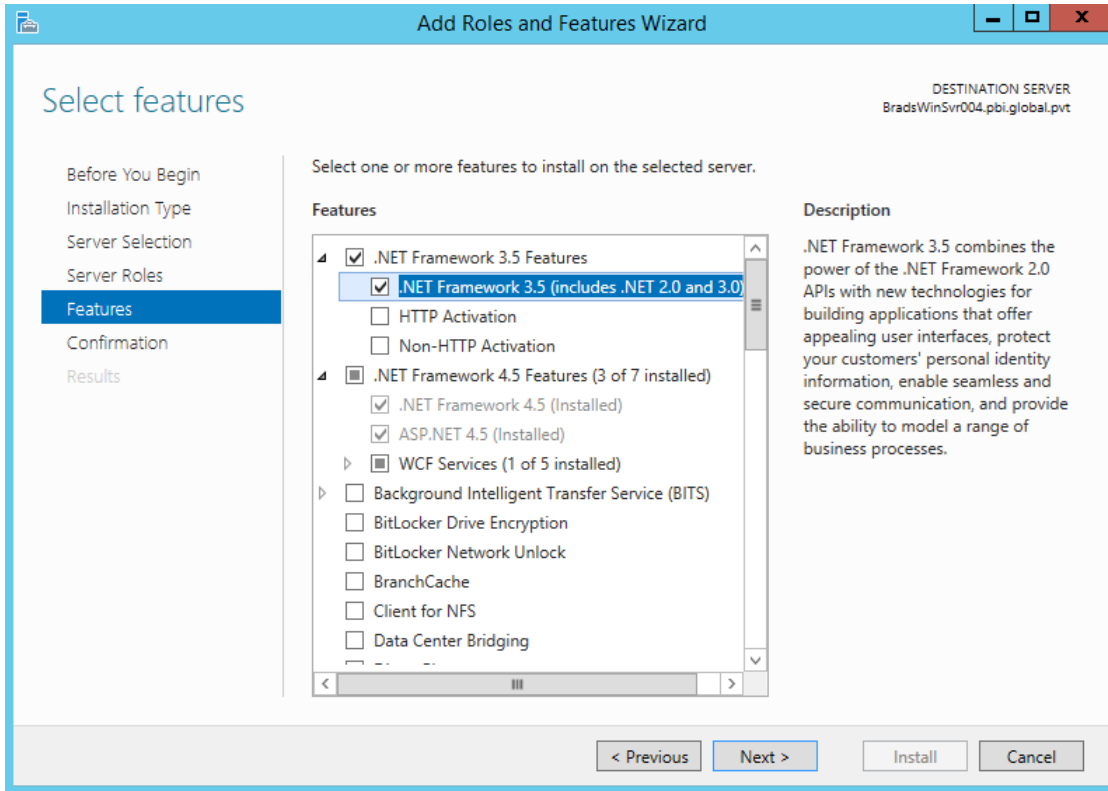 Add Roles and Features Wizard
Select features
DESTINATION SERVER
BradsWinSvr004.pbi.global.pvt
Before You Begin
Installation Type
Server Selection
Server Roles
Features
Confirmation
Results
Select one or more features to install on the selected server.
Features
.NET Framework 3.5 Features
.NET Framework 3.5 (includes .NET 2.0 and 3.0)
HTTP Activation
Non-HTTP Activation
.NET Framework 4.5 Features (3 of 7 installed)
.NET Framework 4.5 (Installed)
ASP.NET 4.5 (Installed)
WCF Services (1 of 5 installed)
Background Intelligent Transfer Service (BITS)
BitLocker Drive Encryption
BitLocker Network Unlock
BranchCache
Client for NFS
Data Center Bridging
Description
.NET Framework 3.5 combines the
power of the .NET Framework 2.0
APIs with new technologies for
building applications that offer
appealing user interfaces, protect
your customers' personal identity
information, enable seamless and
secure communication, and provide
the ability to model a range of
business processes.
< Previous
Next >
Install
Cancel